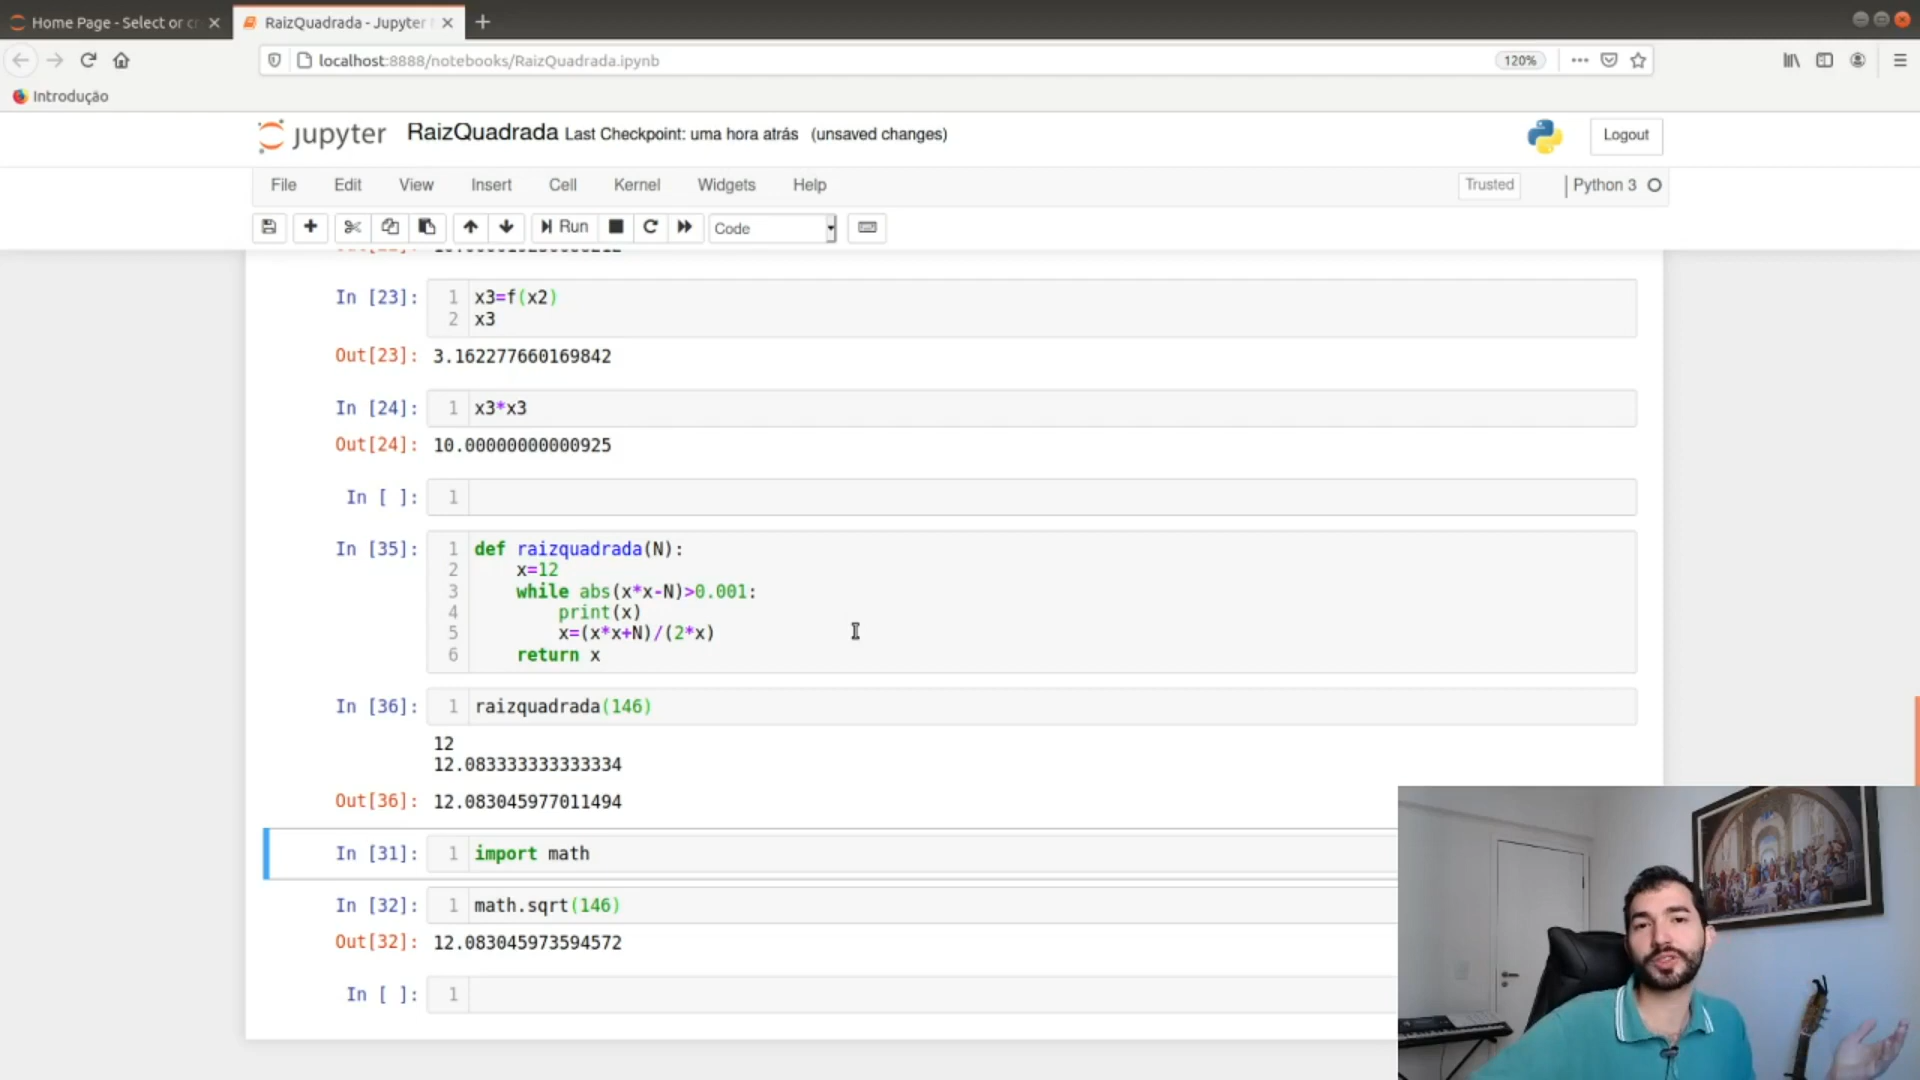 Home Page - Select or c
RaizQuadrada - Jupyter
localhost:8888/notebooks/RaizQuadrada.ipynb
120%
Introdução
jupyter
RaizQuadrada Last Checkpoint: uma hora atrás (unsaved changes)
Logout
File Edit View Insert Cell Kernel Widgets Help
Trusted
Python 3
Run
Code
In [23]:
1 x3=f(x2)
2 x3
Out[23]: 3.162277660169842
In [24]: 1 x3*x3
Out[24]: 10.00000000000925
In [ ]: 1
In [35]:
1 def raizquadrada(N):
2 x=12
3 while abs(x*x-N)>0.001:
4 print(x)
5 x=(x*x+N)/(2*x)
6 return x
In [36]: 1 raizquadrada(146)
12
12.083333333333334
Out[36]: 12.083045977011494
In [31]: 1 import math
In [32]: 1 math.sqrt(146)
Out[32]: 12.083045973594572
In [ ]: 1